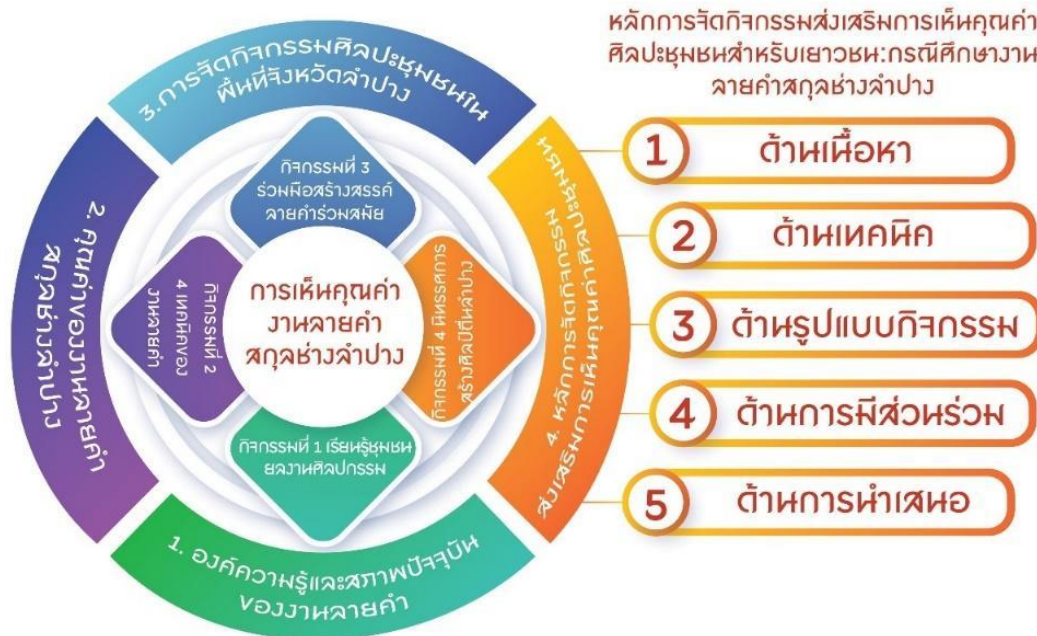 หลักการจัดกิจกรรมส่งเสริมการเห็นคุณค่า
ศิลปะชุมชนสำหรับเยาวชน:กรณีศึกษางาน
ลายคำสกุลช่างลำปาง
3.การจัดกิจกรรมศิลปะชุมชนใน
พื้นที่จังหวัดลำปาง
กิจกรรมที่ 3
ร่วมมือสร้างสรรค์
ลายคำร่วมสมัย
2. คุณค่าของงานลายคำ
สกุลช่างลำปาง
กิจกรรมที่ 2
4 เทคนิคของ
งานลายคำ
การเห็นคุณค่า
งานลายคำ
สกุลช่างลำปาง
กิจกรรมที่ 4 นิทรรศการ
สร้างศิลป์ถิ่นลำปาง
4. หลักการจัดกิจกรรม
ส่งเสริมการเห็นคุณค่าศิลปะชุมชน
กิจกรรมที่ 1 เรียนรู้ชุมชน
ยลงานศิลปกรรม
1. องค์ความรู้และสภาพปัจจุบัน
ของงานลายคำ
1 ด้านเนื้อหา
2 ด้านเทคนิค
3 ด้านรูปแบบกิจกรรม
4 ด้านการมีส่วนร่วม
5 ด้านการนำเสนอ